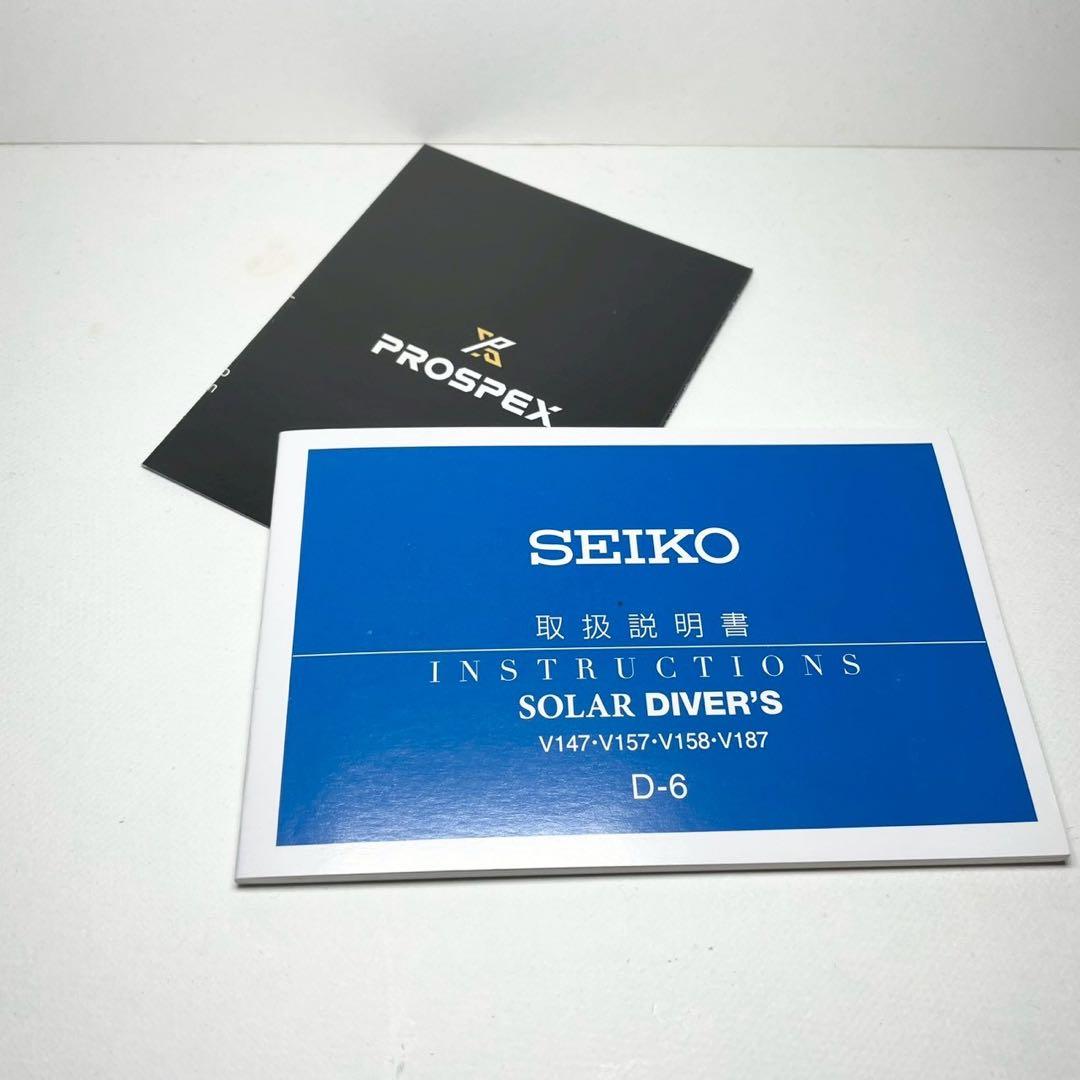 PROSPEX
SEIKO
取扱説明書
INSTRUCTIONS
SOLAR DIVER'S
V147・V157・V158・V187
D-6